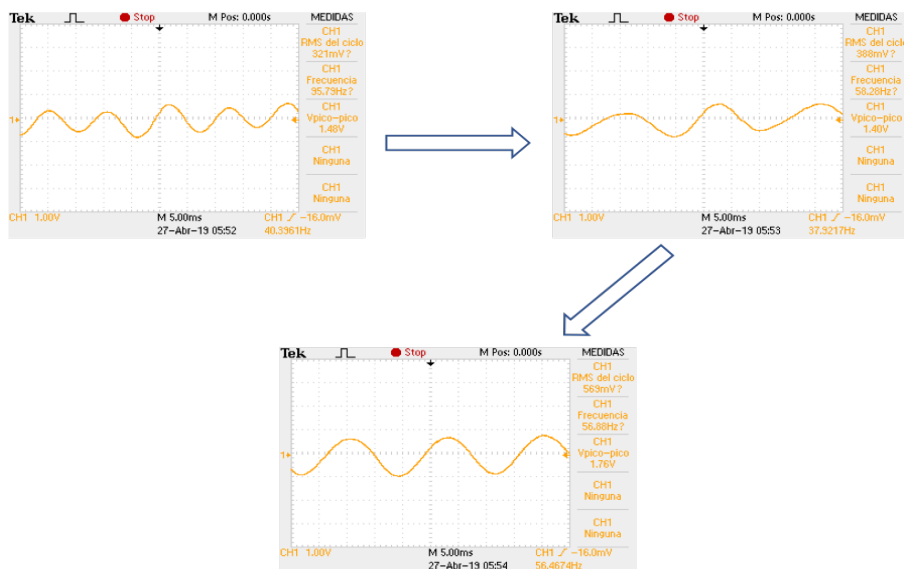 Tek Stop M Pos: 0.000s MEDIDAS
CH1
RMS del ciclo
321mV?
CH1
Frecuencia
95.79Hz?
CH1
Vpico-pico
1.48V
CH1
Ninguna
CH1
Ninguna
1
CH1 1.00V M 5.00ms CH1 -16.0mV
27-Abr-19 05:52 40.3961Hz
Tek Stop M Pos: 0.000s MEDIDAS
CH1
RMS del ciclo
388mV?
CH1
Frecuencia
58.28Hz?
CH1
Vpico-pico
1.40V
CH1
Ninguna
CH1
Ninguna
1
CH1 1.00V M 5.00ms CH1 -16.0mV
27-Abr-19 05:53 37.9217Hz
Tek Stop M Pos: 0.000s MEDIDAS
CH1
RMS del ciclo
569mV?
CH1
Frecuencia
56.88Hz?
CH1
Vpico-pico
1.76V
CH1
Ninguna
CH1
Ninguna
1
CH1 1.00V M 5.00ms CH1 -16.0mV
27-Abr-19 05:54 56.4674Hz